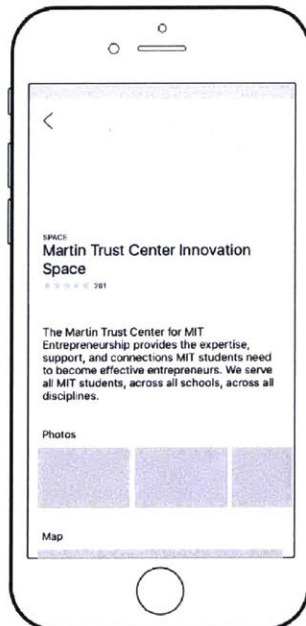 SPACE
Martin Trust Center Innovation
Space
281
The Martin Trust Center for MIT
Entrepreneurship provides the expertise,
support, and connections MIT students need
to become effective entrepreneurs. We serve
all MIT students, across all schools, across all
disciplines.
Photos
Map